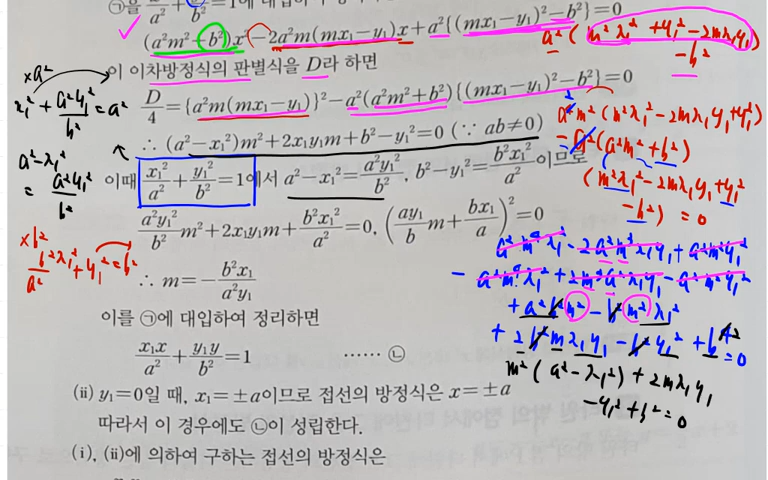 ㉠을 x²/a² + y²/b² = 1에 대입하
(a²m²-b²)x²-2a²m(mx₁-y₁)x+a²{(mx₁-y₁)²-b²}=0
a²(m²x₁²+y₁²-2mx₁y₁)
-b²
이 이차방정식의 판별식을 D라 하면
×a²
x₁²+a²y₁²/b²=a²
D/4={a²m(mx₁-y₁)}²-a²(a²m²+b²){(mx₁-y₁)²-b²}=0
a²m²(m²x₁²-2mx₁y₁+y₁²)
∴ (a²-x₁²)m²+2x₁y₁m+b²-y₁²=0 (∵ ab≠0)
-a²(a²m²+b²)
a²-x₁²
=a²y₁²/b²
이때 x₁²/a²+y₁²/b²=1에서 a²-x₁²=a²y₁²/b², b²-y₁²=b²x₁²/a²이므로
(m²x₁²-2mx₁y₁+y₁²
-b²)=0
a²y₁²/b² m²+2x₁y₁m+b²x₁²/a²=0, (ay₁/b m+bx₁/a)²=0
×b²
b²/a² x₁²+y₁²=b²
a²m⁴x₁²-2a²m³x₁y₁+a²m²y₁²
-a²m⁴x₁²+2m³a²x₁y₁-a²m²y₁²
∴ m=-b²x₁/a²y₁
+a²b²m²-b²m²x₁²
이를 ㉠에 대입하여 정리하면
+2b²mx₁y₁-b²y₁²+b⁴=0
x₁x/a²+y₁y/b²=1 ⋯⋯ ㉡
m²(a²-x₁²)+2mx₁y₁
-y₁²+b²=0
(ii) y₁=0일 때, x₁=±a이므로 접선의 방정식은 x=±a
따라서 이 경우에도 ㉡이 성립한다.
(i), (ii)에 의하여 구하는 접선의 방정식은